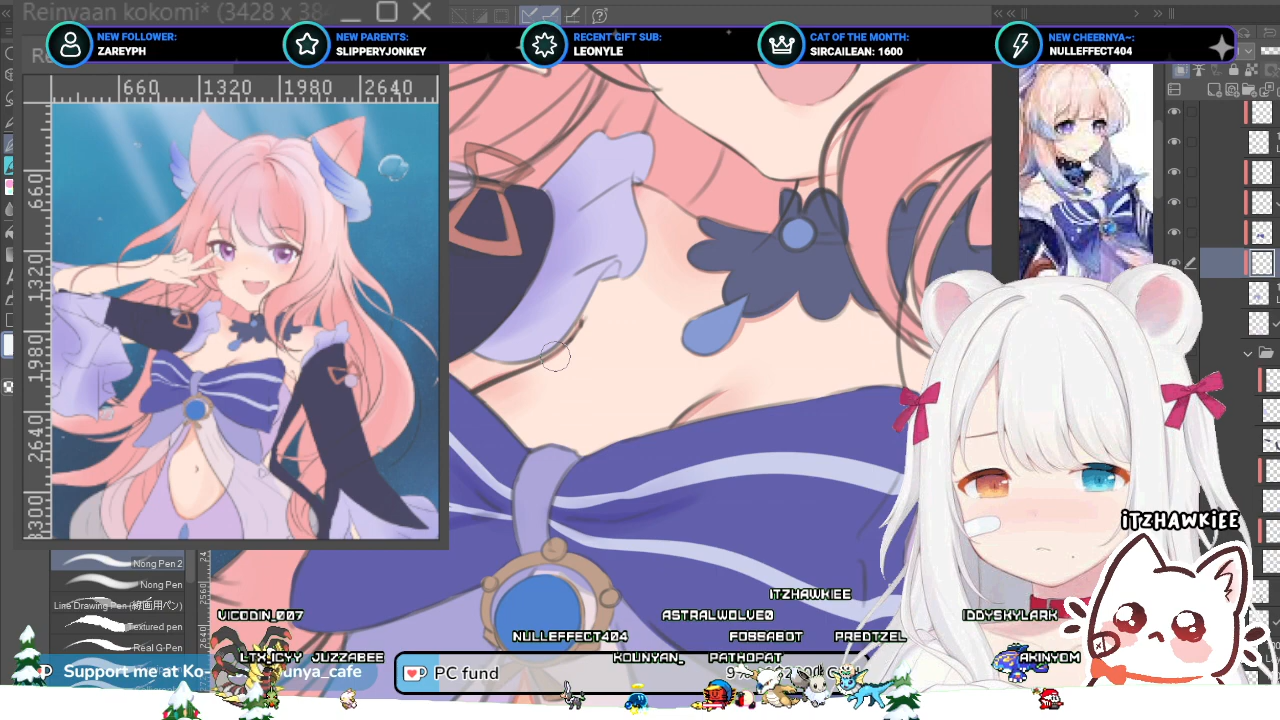 Reinyaan kokomi* (3428 x 38
NEW FOLLOWER:
ZAREYPH
NEW PARENTS:
SLIPPERYJONKEY
RECENT GIFT SUB:
LEONYLE
CAT OF THE MONTH:
SIRCAILEAN: 1600
NEW CHEERNYA~:
NULLEFFECT404
660 1320 1980 2640
660
1320
1980
2640
3300
Nong Pen 2
Nong Pen
Line Drawing Pen (線画用ペン)
Textured pen
Real G-Pen
iTZHAWKiEE
ITZHAWKIEE
VICODIN_007
ASTRALWOLVE0
IDDYSKYLARK
NULLEFFECT404
FOSSABOT
PREDTZEL
LTX_ICYY
JUZZABEE
KOUNYAN_
PATHOPAT
AKINYOM
Support me at Ko-
unya_cafe
PC fund